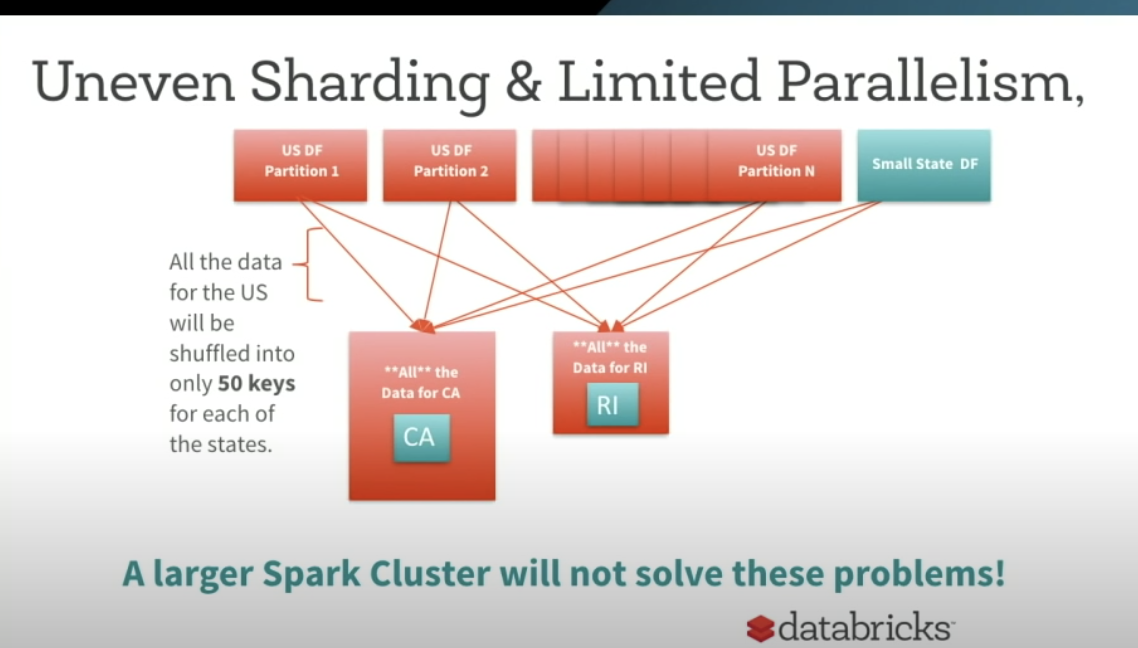 Uneven Sharding & Limited Parallelism,
US DF
Partition 1
US DF
Partition 2
US DF
Partition N
Small State DF
All the data
for the US
will be
shuffled into
only 50 keys
for each of
the states.
**All** the
Data for CA
CA
**All** the
Data for RI
RI
A larger Spark Cluster will not solve these problems!
databricks